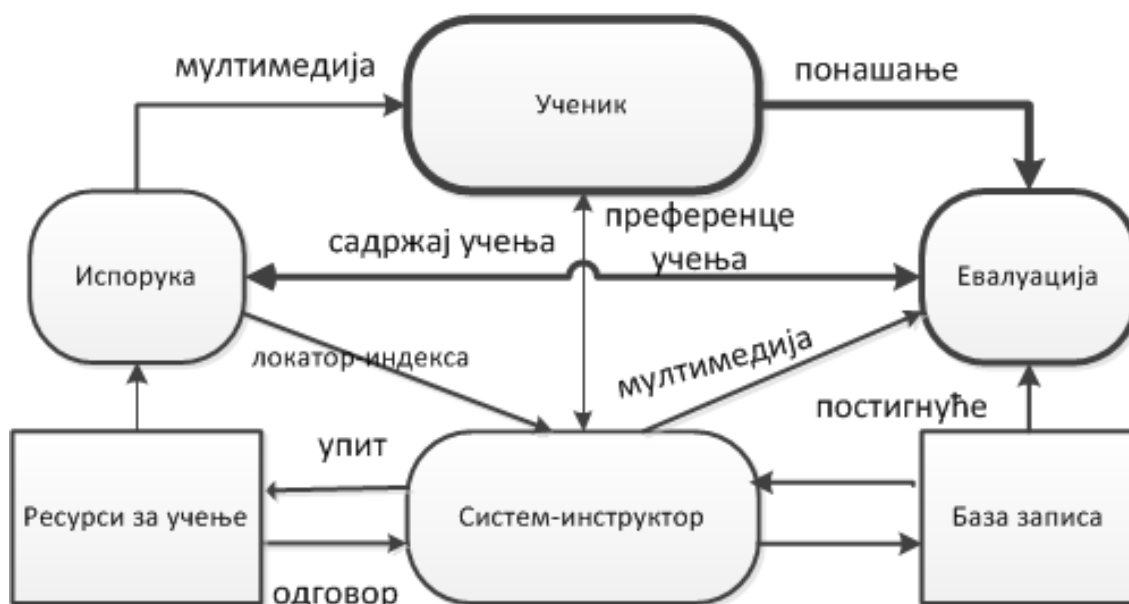 мултимедија
Ученик
понашање
преференце
учења
садржај учења
Испорука
Евалуација
локатор-индекса
мултимедија
постигнуће
упит
Ресурси за учење
Систем-инструктор
База записа
одговор